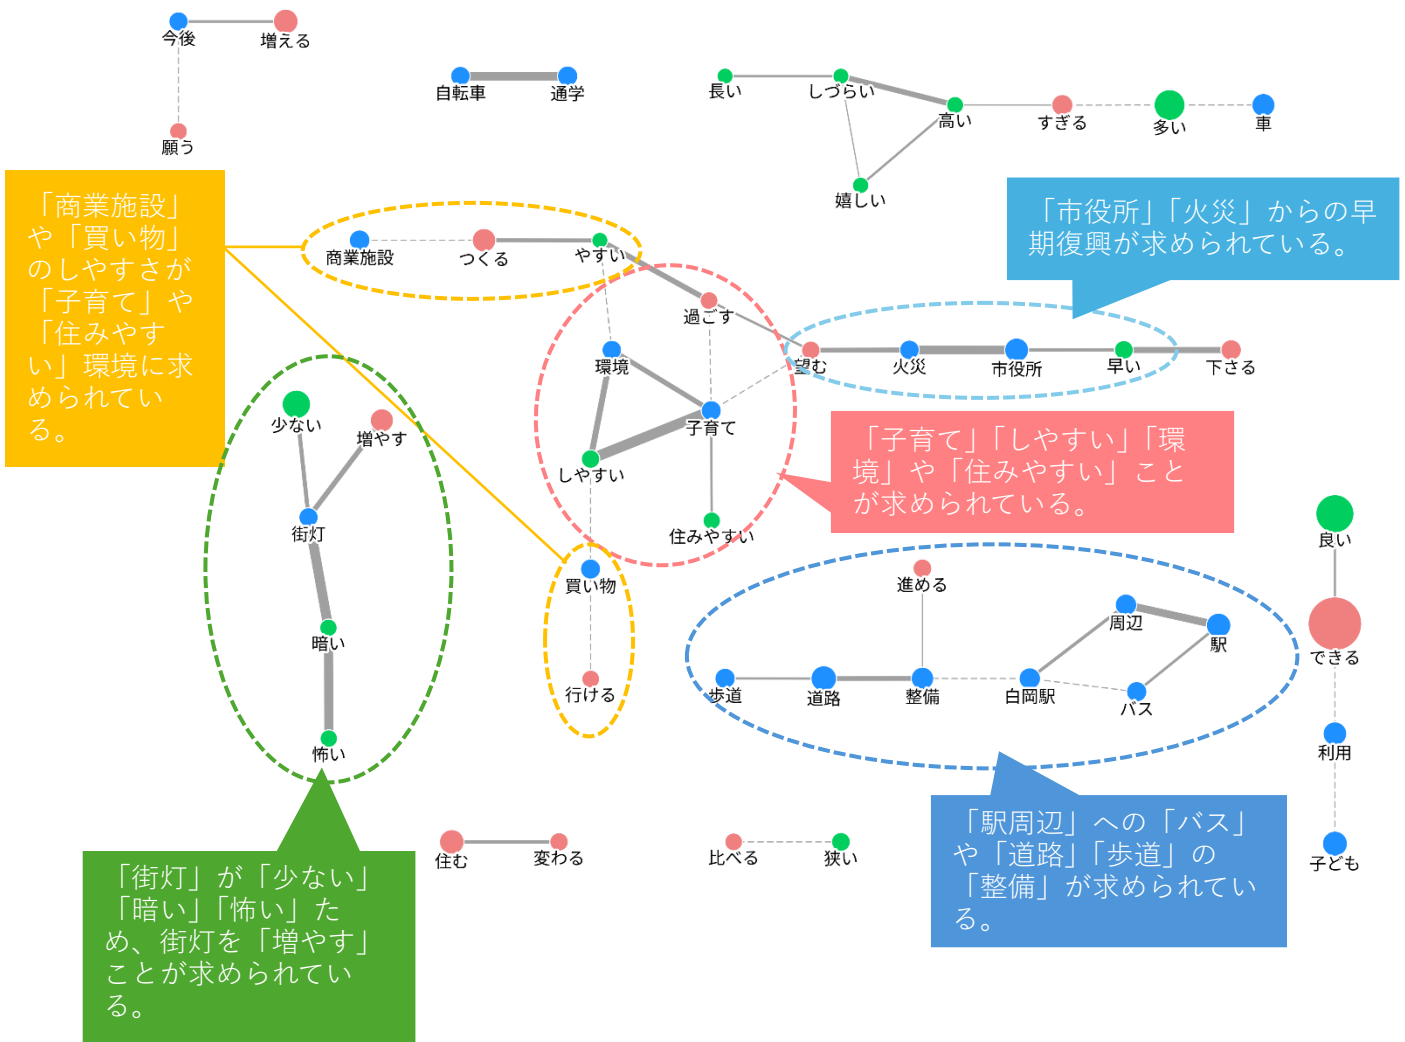 今後
増える
願う
自転車
通学
長い
しづらい
高い
すぎる
多い
車
嬉しい
「商業施設」
や「買い物」
のしやすさが
「子育て」や
「住みやす
い」環境に求
められてい
る。
商業施設
つくる
やすい
過ごす
環境
子育て
しやすい
住みやすい
買い物
行ける
「市役所」「火災」からの早
期復興が求められている。
望む
火災
市役所
早い
下さる
「子育て」「しやすい」「環
境」や「住みやすい」こと
が求められている。
少ない
増やす
街灯
暗い
怖い
「街灯」が「少ない」
「暗い」「怖い」た
め、街灯を「増やす」
ことが求められてい
る。
進める
周辺
駅
歩道
道路
整備
白岡駅
バス
「駅周辺」への「バス」
や「道路」「歩道」の
「整備」が求められてい
る。
良い
できる
利用
子ども
住む
変わる
比べる
狭い